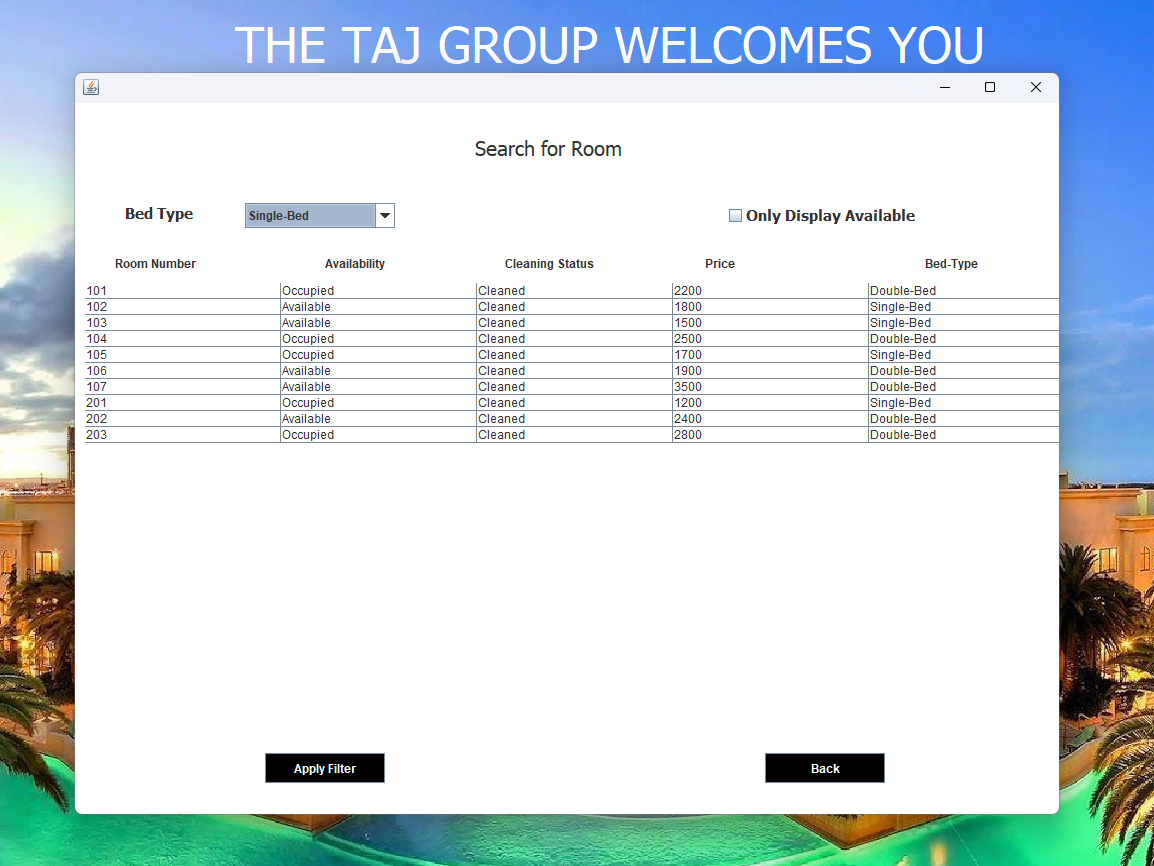 THE TAJ GROUP WELCOMES YOU
Search for Room
Bed Type Single-Bed Only Display Available
Room Number Availability Cleaning Status Price Bed-Type
101 Occupied Cleaned 2200 Double-Bed
102 Available Cleaned 1800 Single-Bed
103 Available Cleaned 1500 Single-Bed
104 Occupied Cleaned 2500 Double-Bed
105 Occupied Cleaned 1700 Single-Bed
106 Available Cleaned 1900 Double-Bed
107 Available Cleaned 3500 Double-Bed
201 Occupied Cleaned 1200 Single-Bed
202 Available Cleaned 2400 Double-Bed
203 Occupied Cleaned 2800 Double-Bed
Apply Filter Back